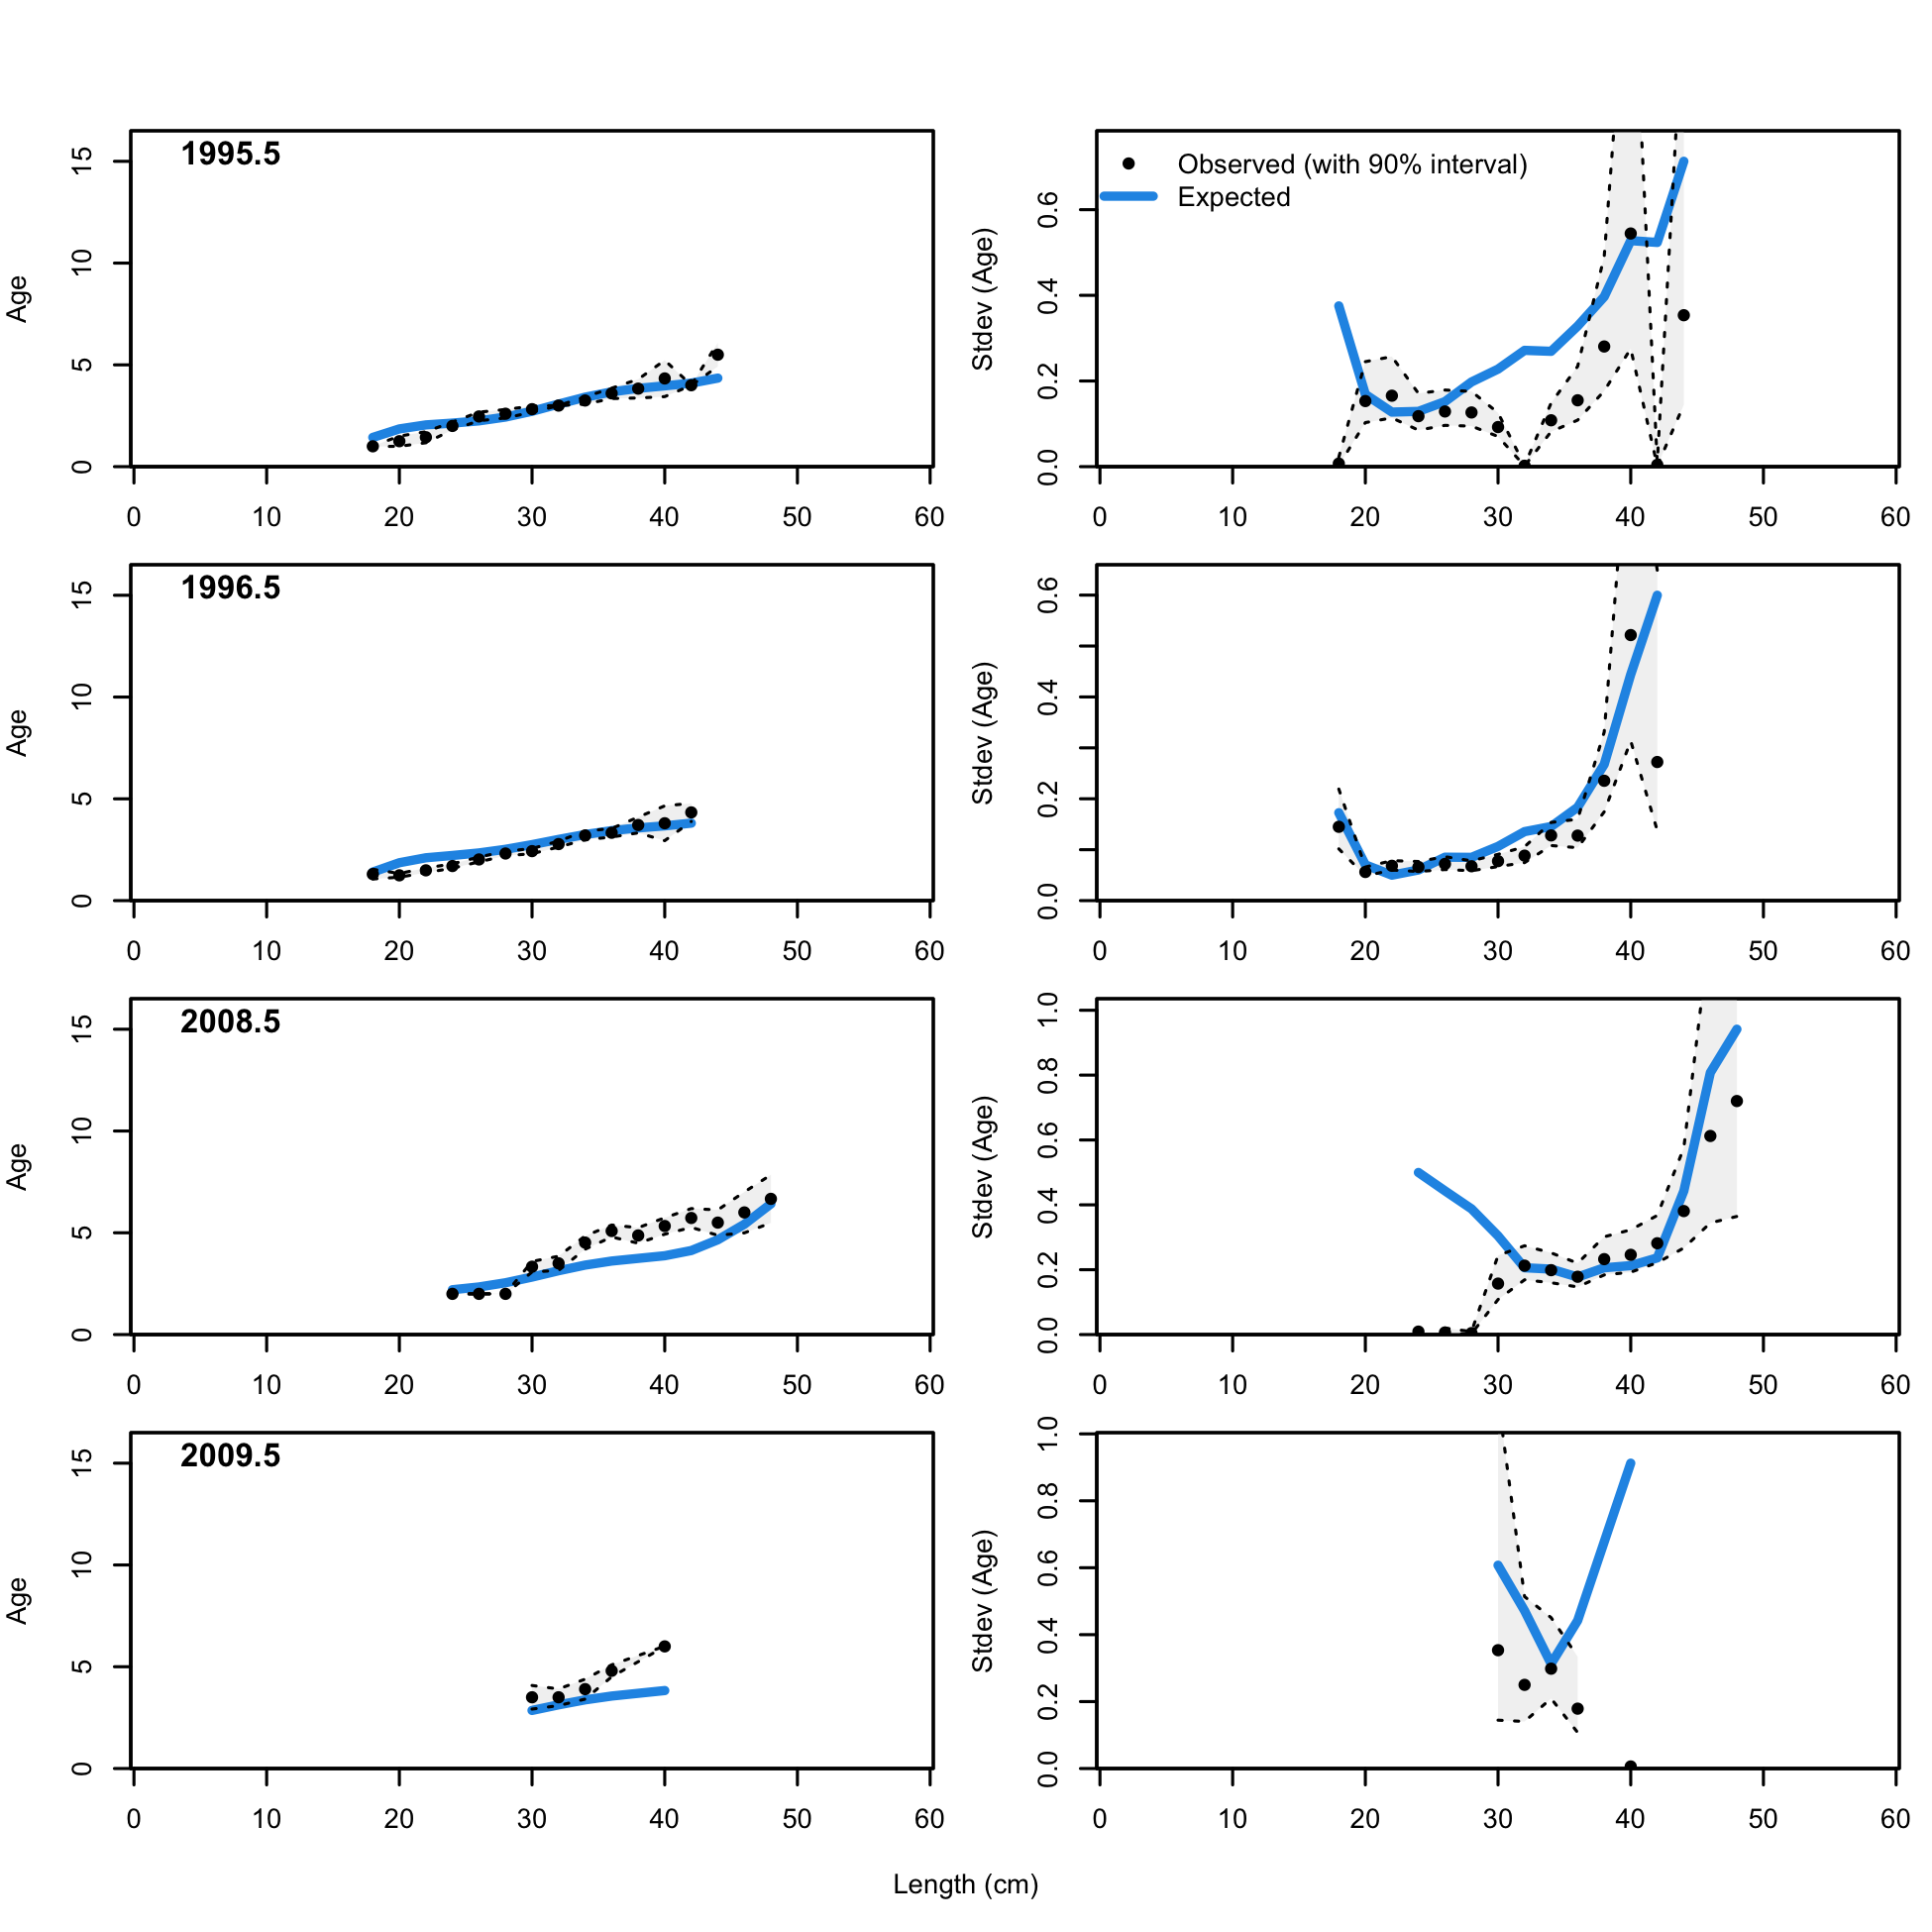 1995.5
Age
0 5 10 15
0 10 20 30 40 50 60
Observed (with 90% interval)
Expected
Stdev (Age)
0.0 0.2 0.4 0.6
0 10 20 30 40 50 60
1996.5
Age
0 5 10 15
0 10 20 30 40 50 60
Stdev (Age)
0.0 0.2 0.4 0.6
0 10 20 30 40 50 60
2008.5
Age
0 5 10 15
0 10 20 30 40 50 60
Stdev (Age)
0.0 0.2 0.4 0.6 0.8 1.0
0 10 20 30 40 50 60
2009.5
Age
0 5 10 15
0 10 20 30 40 50 60
Stdev (Age)
0.0 0.2 0.4 0.6 0.8 1.0
0 10 20 30 40 50 60
Length (cm)